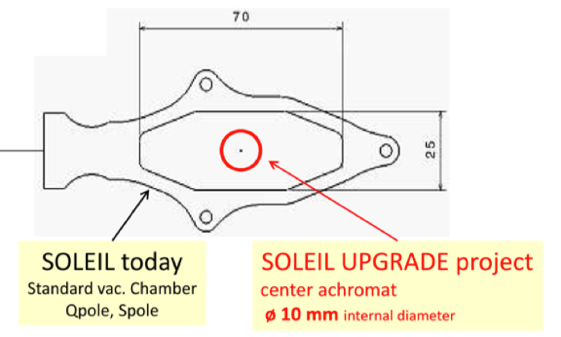 70
25
SOLEIL today
Standard vac. Chamber
Qpole, Spole
SOLEIL UPGRADE project
center achromat
ø 10 mm internal diameter